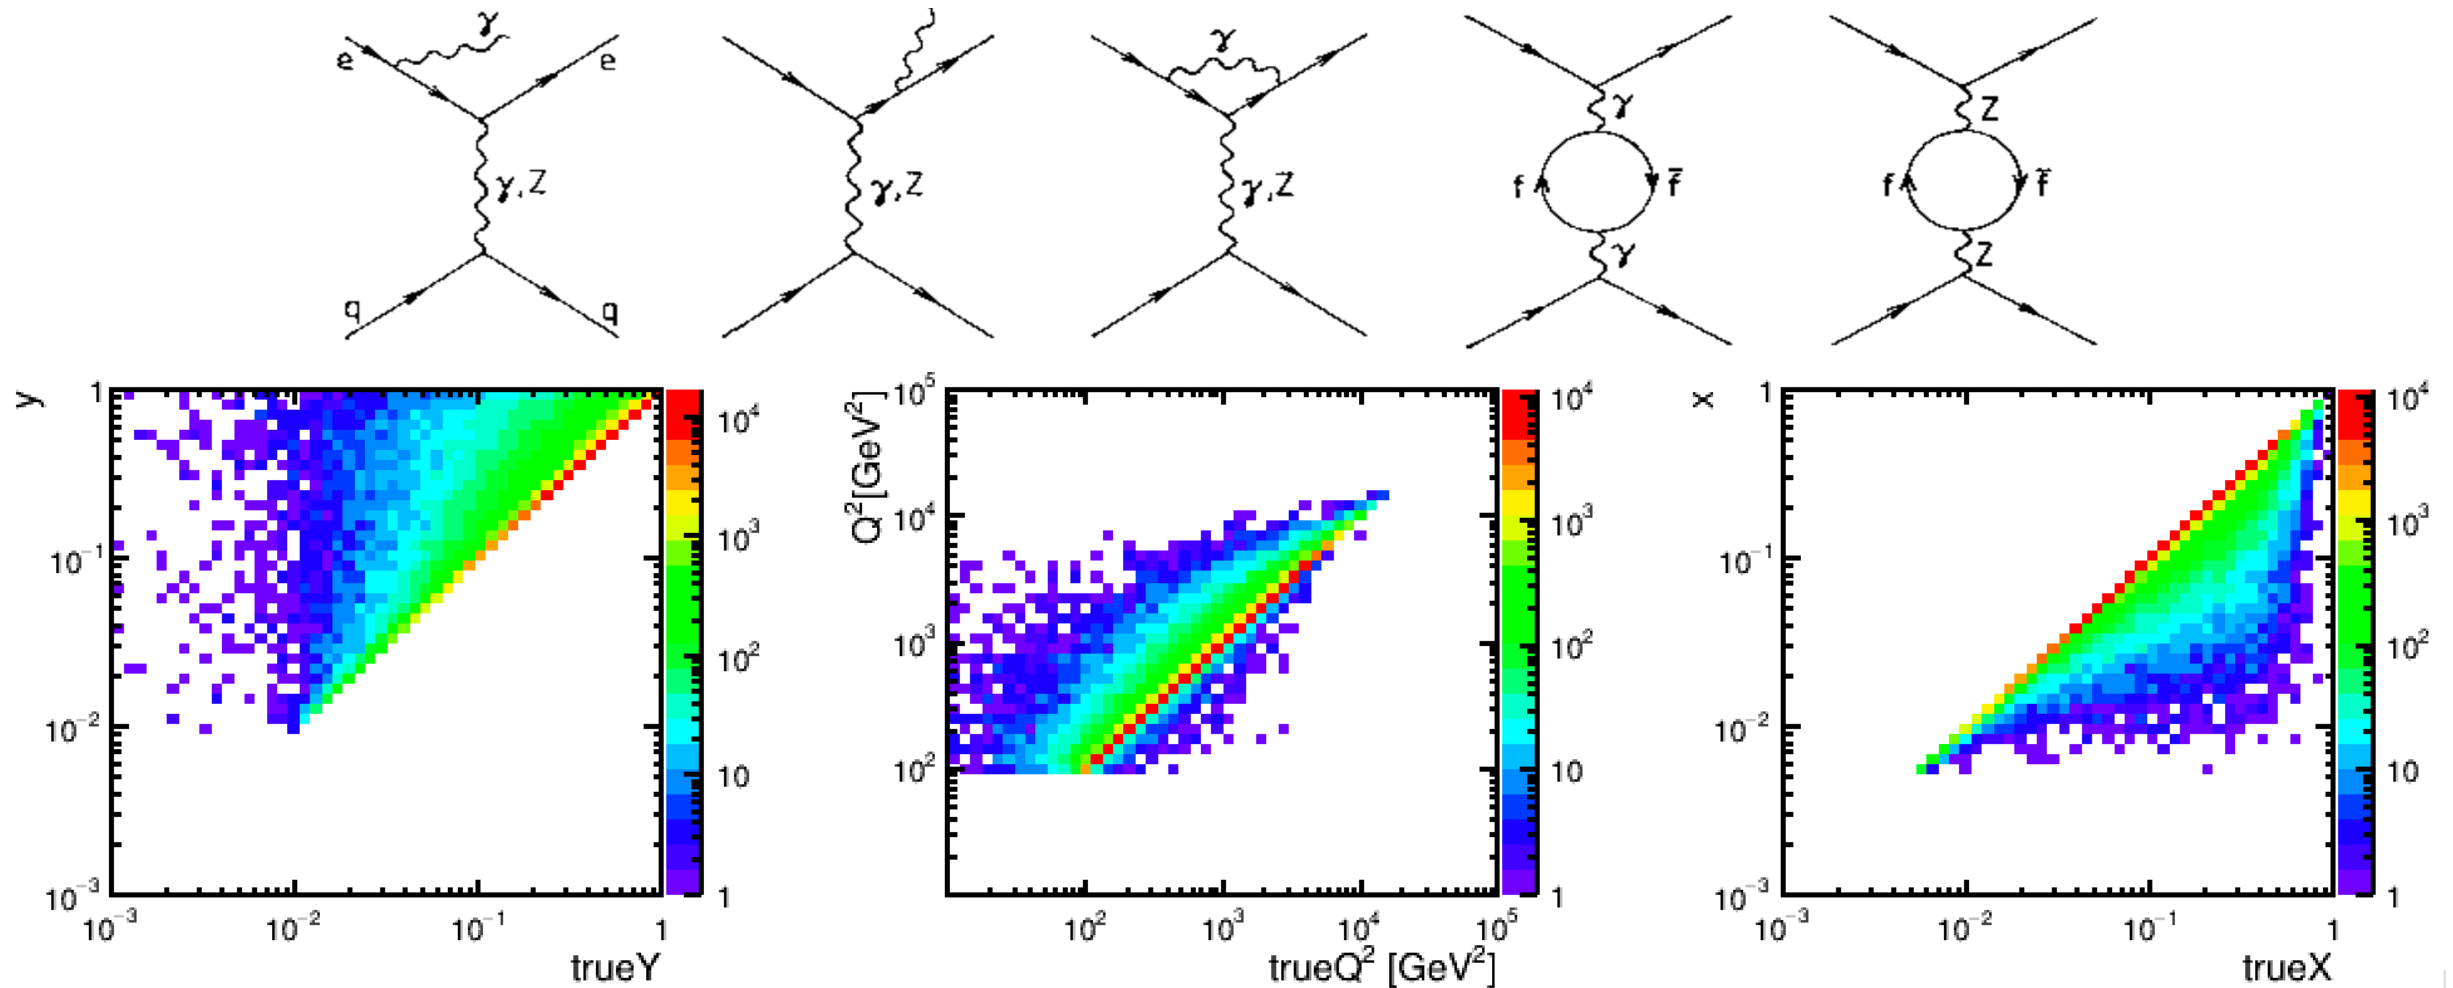 γ
e
e
γ,Z
q
q
γ,Z
γ
γ,Z
γ
f
f̄
γ
Z
f
f̄
Z
y
1
10⁻¹
10⁻²
10⁻³
10⁻³
10⁻²
10⁻¹
1
trueY
10⁴
10³
10²
10
1
Q² [GeV²]
10⁵
10⁴
10³
10²
10²
10³
10⁴
10⁵
trueQ² [GeV²]
10⁴
10³
10²
10
1
x
1
10⁻¹
10⁻²
10⁻³
10⁻³
10⁻²
10⁻¹
1
trueX
10⁴
10³
10²
10
1